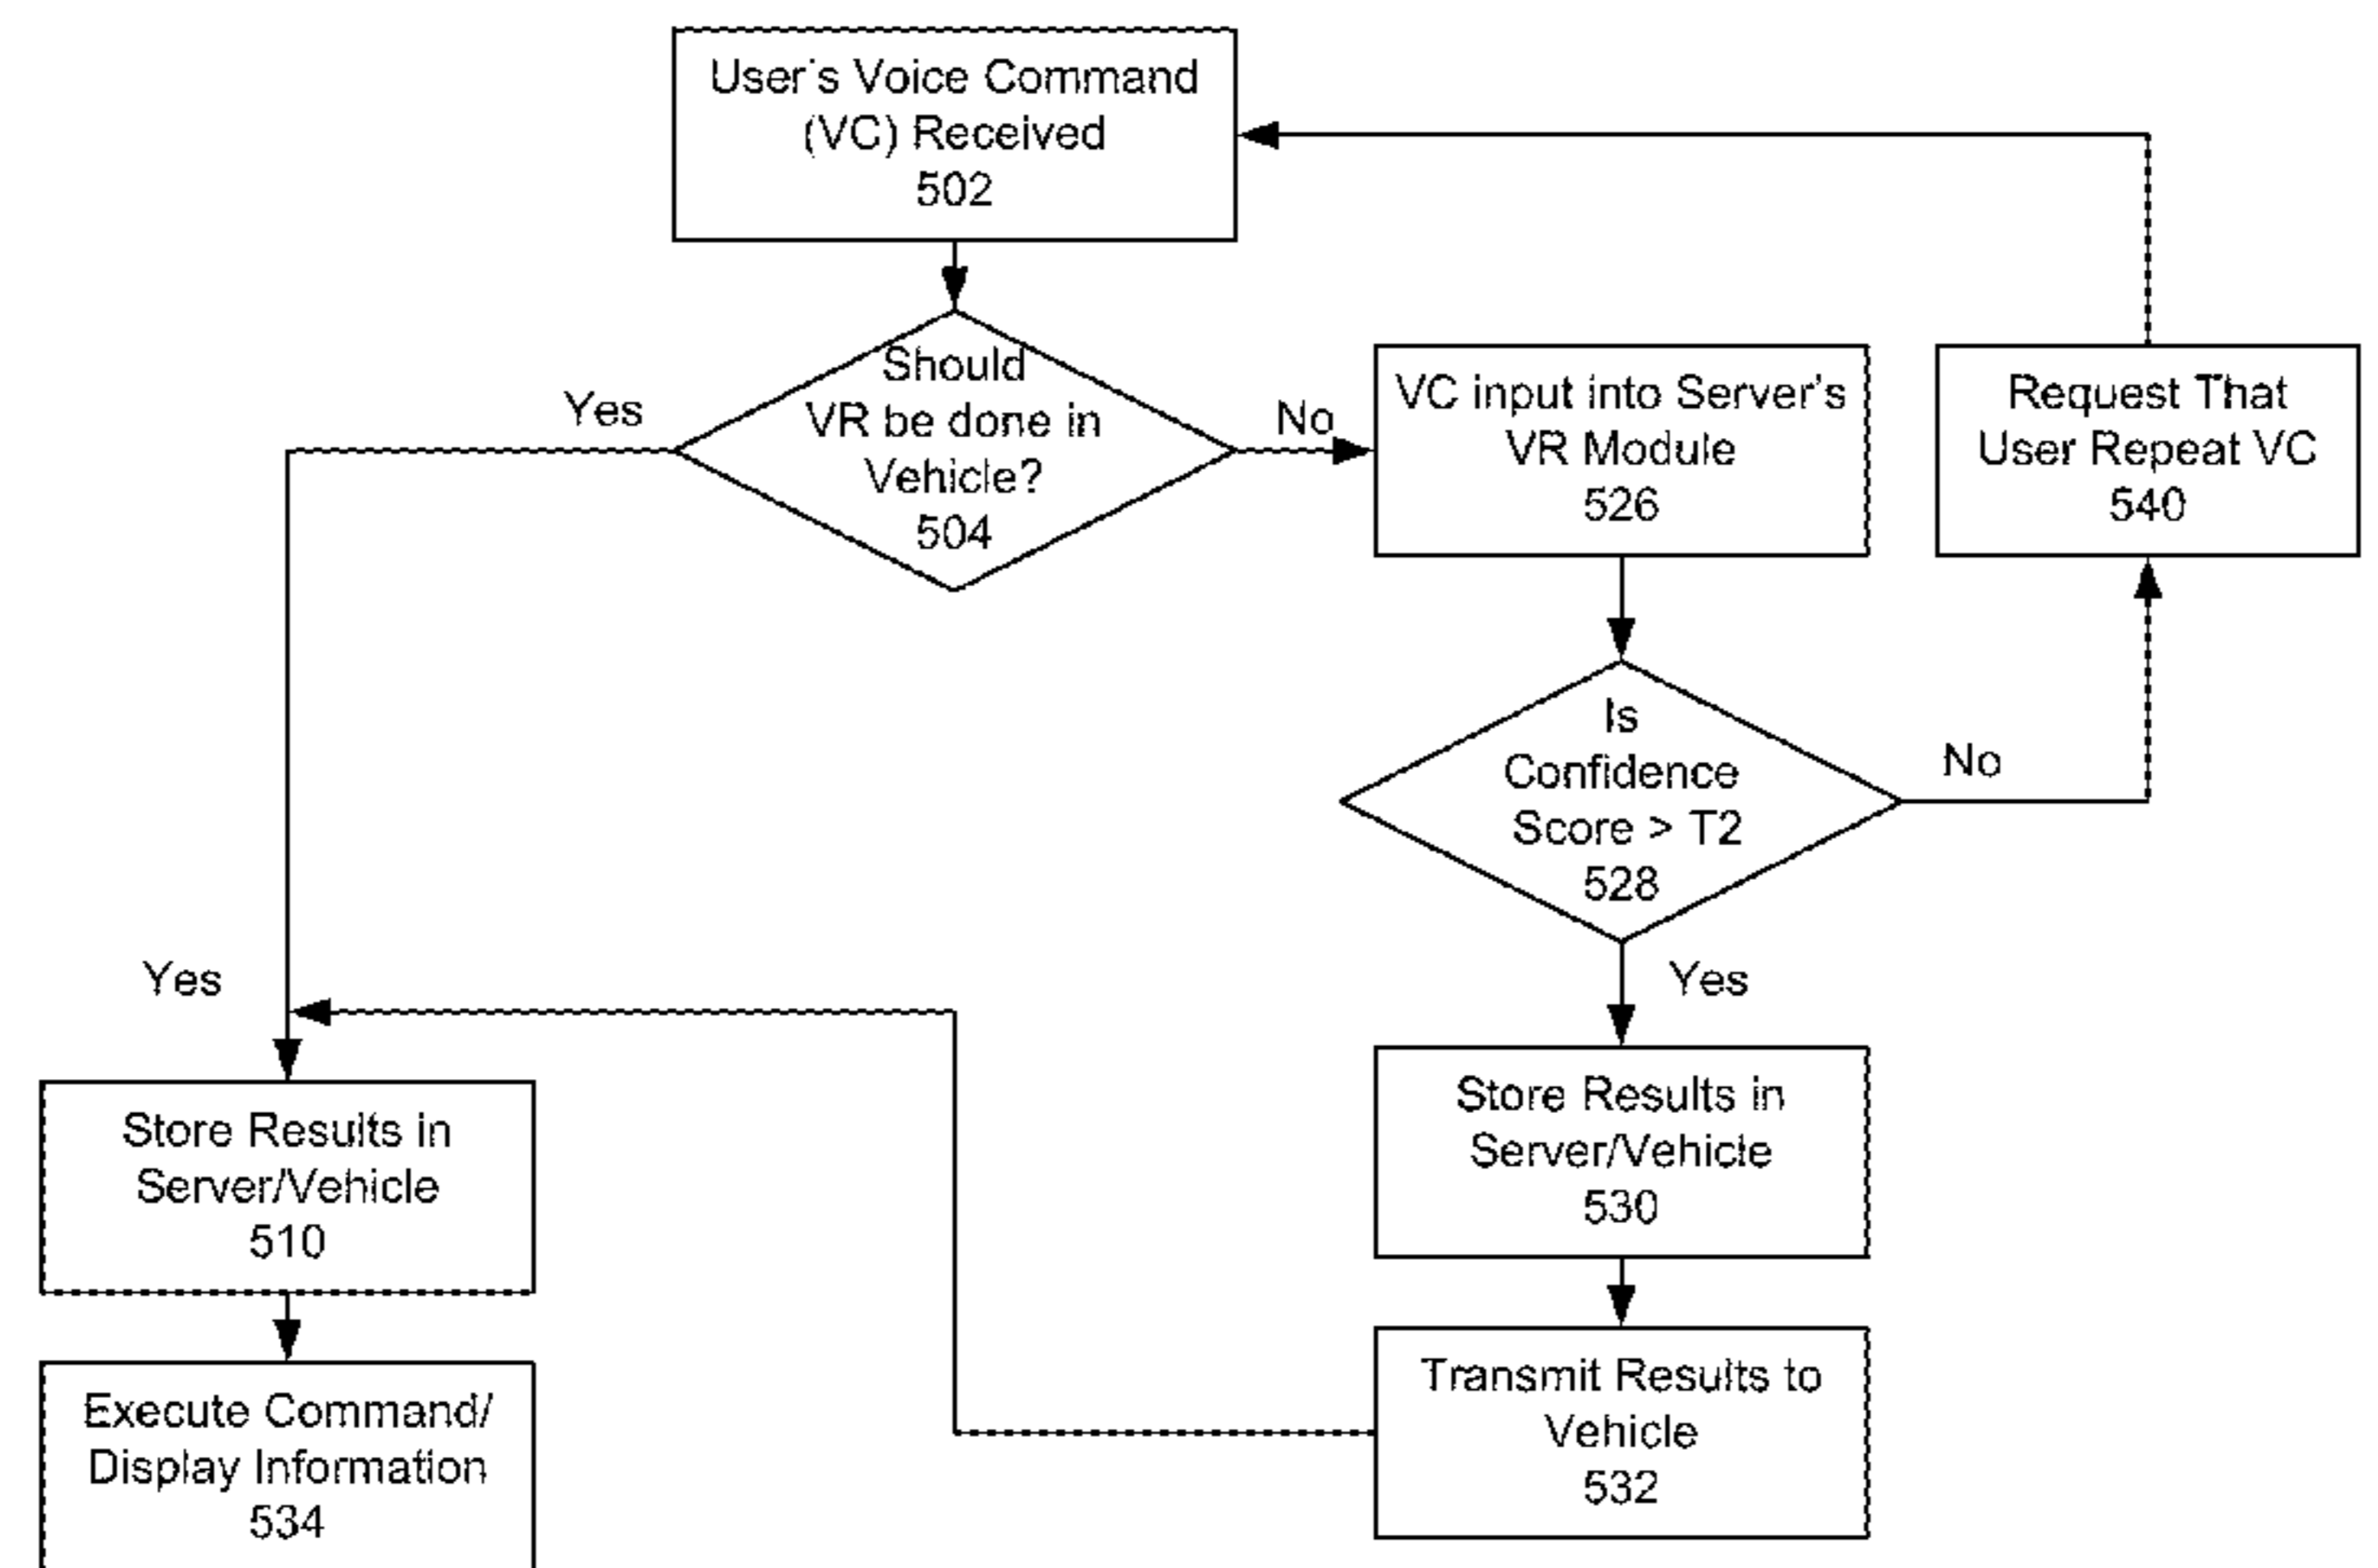 User's Voice Command
(VC) Received
502
Should
VR be done in
Vehicle?
504
Yes
No
VC input into Server's
VR Module
526
Request That
User Repeat VC
540
Is
Confidence
Score > T2
528
No
Yes
Yes
Store Results in
Server/Vehicle
530
Store Results in
Server/Vehicle
510
Transmit Results to
Vehicle
532
Execute Command/
Display Information
534